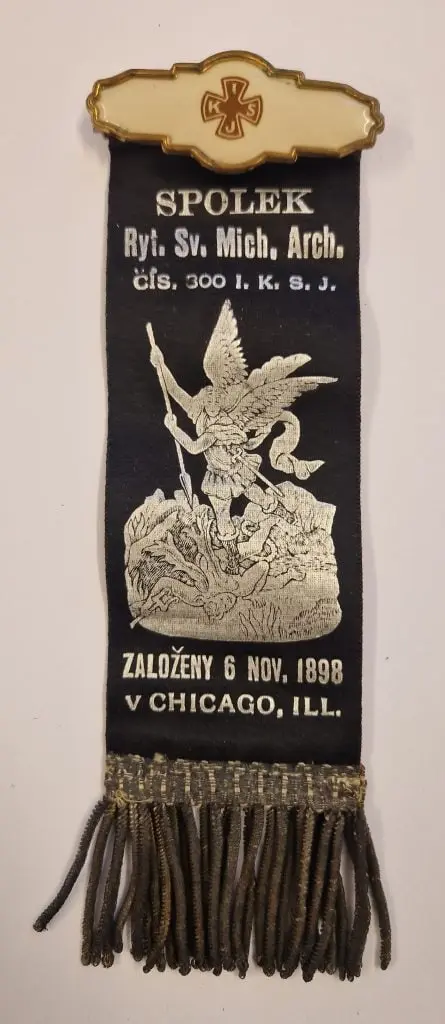 I
K S
J
SPOLEK
Ryt. Sv. Mich. Arch.
ČÍS. 300 I. K. S. J.
ZALOŽENY 6 NOV. 1898
V CHICAGO, ILL.